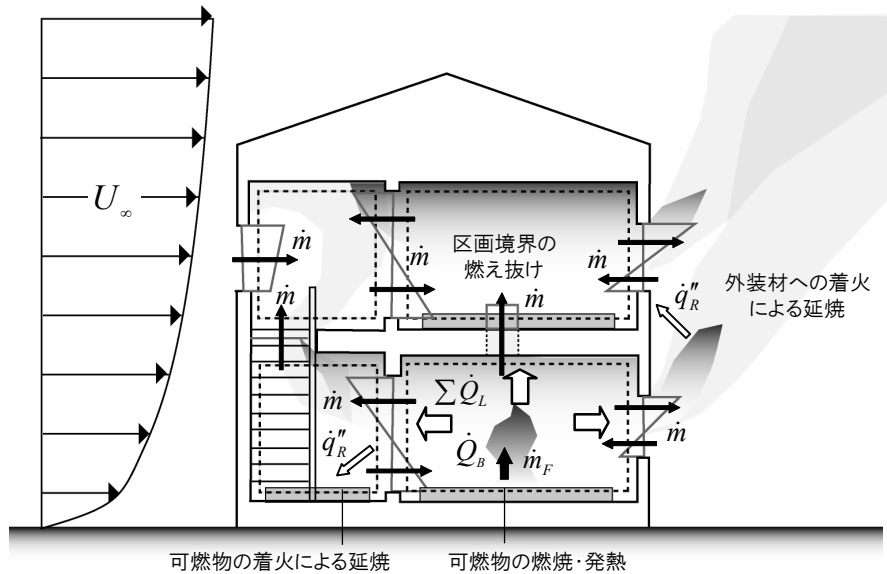 U∞
ṁ
ṁ
ṁ
区画境界の
燃え抜け
ṁ
ṁ
q̇″R
外装材への着火
による延焼
ṁ
ΣQ̇L
q̇″R
Q̇B
ṁF
ṁ
可燃物の着火による延焼
可燃物の燃焼・発熱